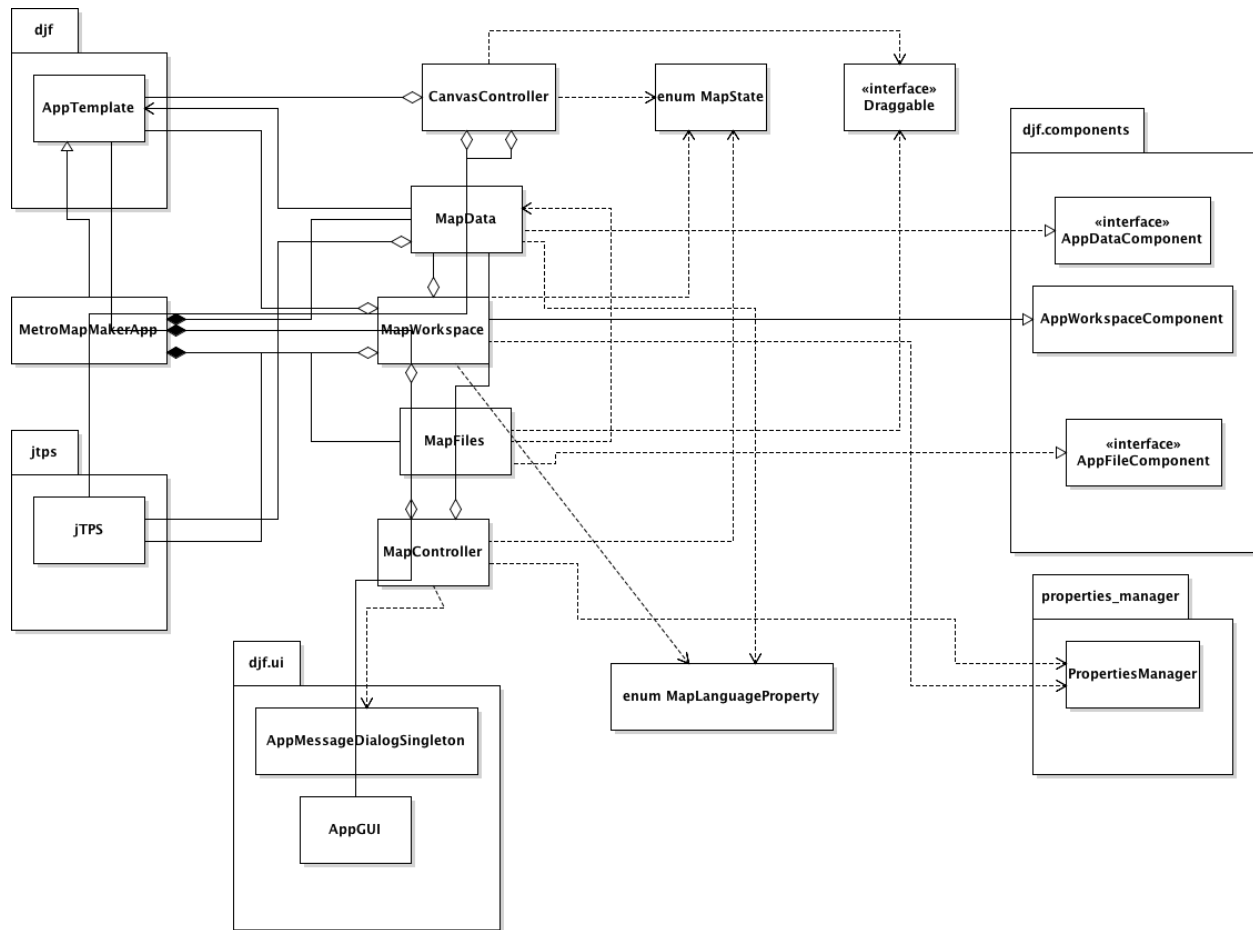 djf
AppTemplate
CanvasController
enum MapState
«interface»
Draggable
djf.components
MapData
«interface»
AppDataComponent
MetroMapMakerApp
MapWorkspace
AppWorkspaceComponent
MapFiles
«interface»
AppFileComponent
jtps
jTPS
MapController
properties_manager
PropertiesManager
djf.ui
enum MapLanguageProperty
AppMessageDialogSingleton
AppGUI